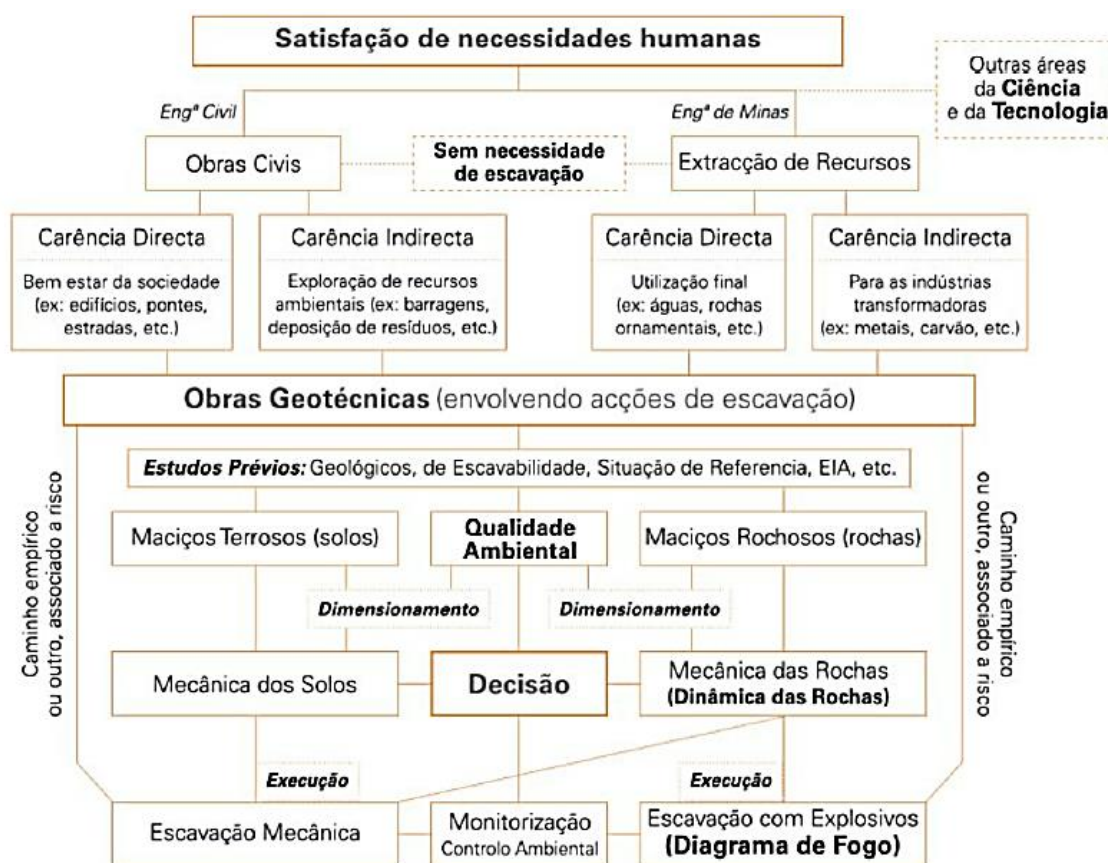 Satisfação de necessidades humanas
Outras áreas
da Ciência
e da Tecnologia
Engª Civil
Engª de Minas
Obras Civis
Sem necessidade
de escavação
Extracção de Recursos
Carência Directa
Bem estar da sociedade
(ex: edifícios, pontes,
estradas, etc.)
Carência Indirecta
Exploração de recursos
ambientais (ex: barragens,
deposição de resíduos, etc.)
Carência Directa
Utilização final
(ex: águas, rochas
ornamentais, etc.)
Carência Indirecta
Para as indústrias
transformadoras
(ex: metais, carvão, etc.)
Obras Geotécnicas (envolvendo acções de escavação)
Caminho empírico
ou outro, associado a risco
Estudos Prévios: Geológicos, de Escavabilidade, Situação de Referencia, EIA, etc.
Caminho empírico
ou outro, associado a risco
Maciços Terrosos (solos)
Qualidade
Ambiental
Maciços Rochosos (rochas)
Dimensionamento
Dimensionamento
Mecânica dos Solos
Decisão
Mecânica das Rochas
(Dinâmica das Rochas)
Execução
Execução
Escavação Mecânica
Monitorização
Controlo Ambiental
Escavação com Explosivos
(Diagrama de Fogo)